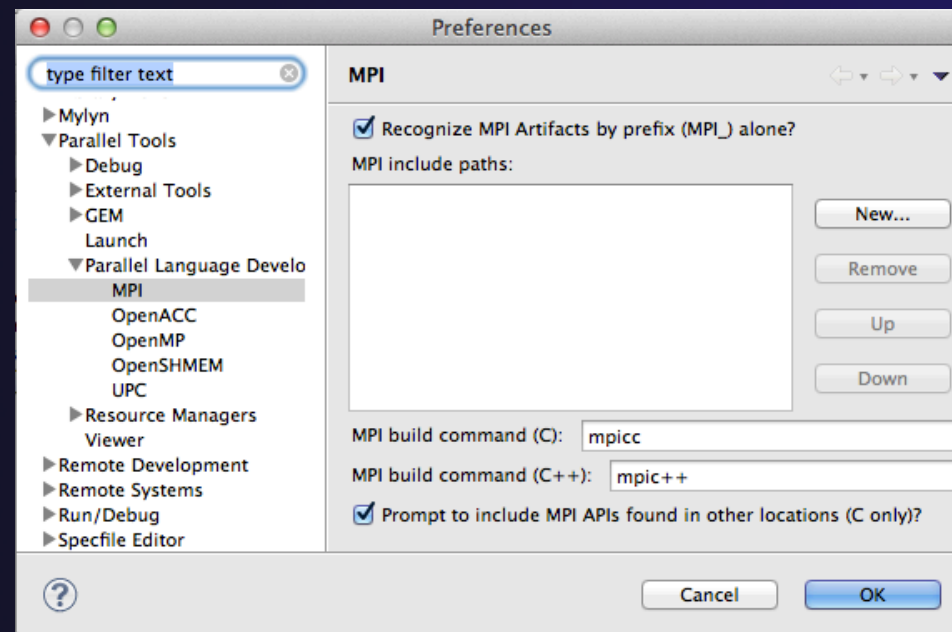 Preferences
type filter text
Mylyn
Parallel Tools
Debug
External Tools
GEM
Launch
Parallel Language Develo
MPI
OpenACC
OpenMP
OpenSHMEM
UPC
Resource Managers
Viewer
Remote Development
Remote Systems
Run/Debug
Specfile Editor
MPI
Recognize MPI Artifacts by prefix (MPI_) alone?
MPI include paths:
New...
Remove
Up
Down
MPI build command (C): mpicc
MPI build command (C++): mpic++
Prompt to include MPI APIs found in other locations (C only)?
?
Cancel
OK